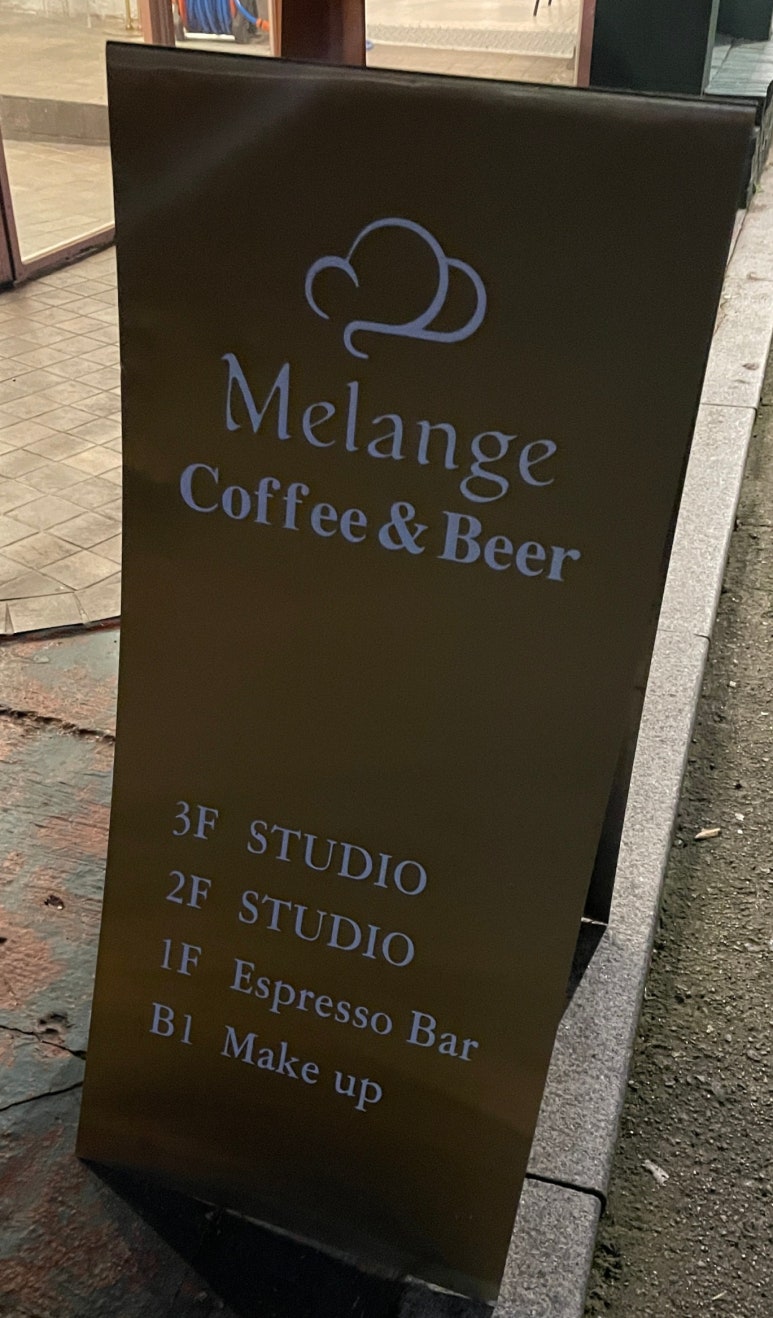 Melange
Coffee & Beer
3F STUDIO
2F STUDIO
1F Espresso Bar
B1 Make up